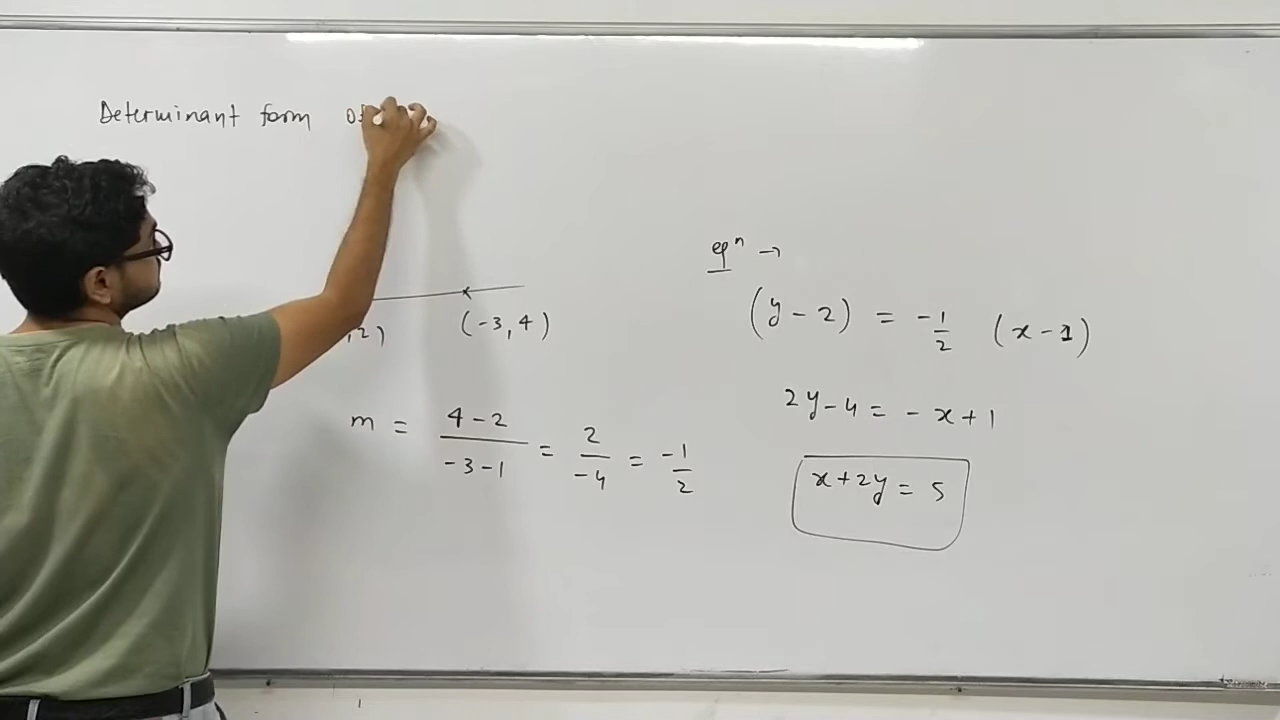 Determinant form
eqⁿ →
(y - 2) = -1/2 (x - 1)
, 2) (-3, 4)
2y - 4 = - x + 1
m = 4 - 2 / -3 - 1 = 2 / -4 = -1/2
x + 2y = 5